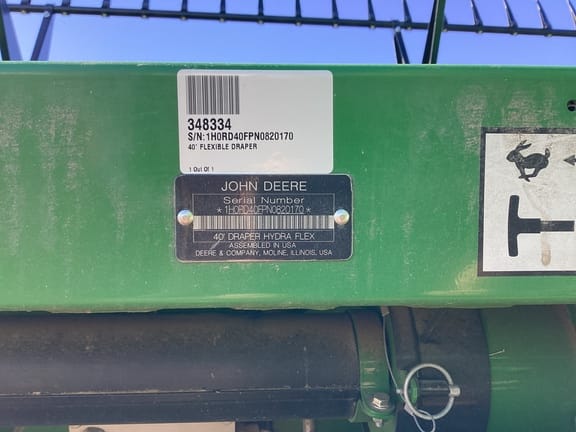 348334
S/N:1H0RD40FPN0820170
40' FLEXIBLE DRAPER
1 Out Of 1
JOHN DEERE
Serial Number
*1H0RD40FPN0820170*
40' DRAPER HYDRA FLEX
ASSEMBLED IN USA
DEERE & COMPANY, MOLINE, ILLINOIS, USA